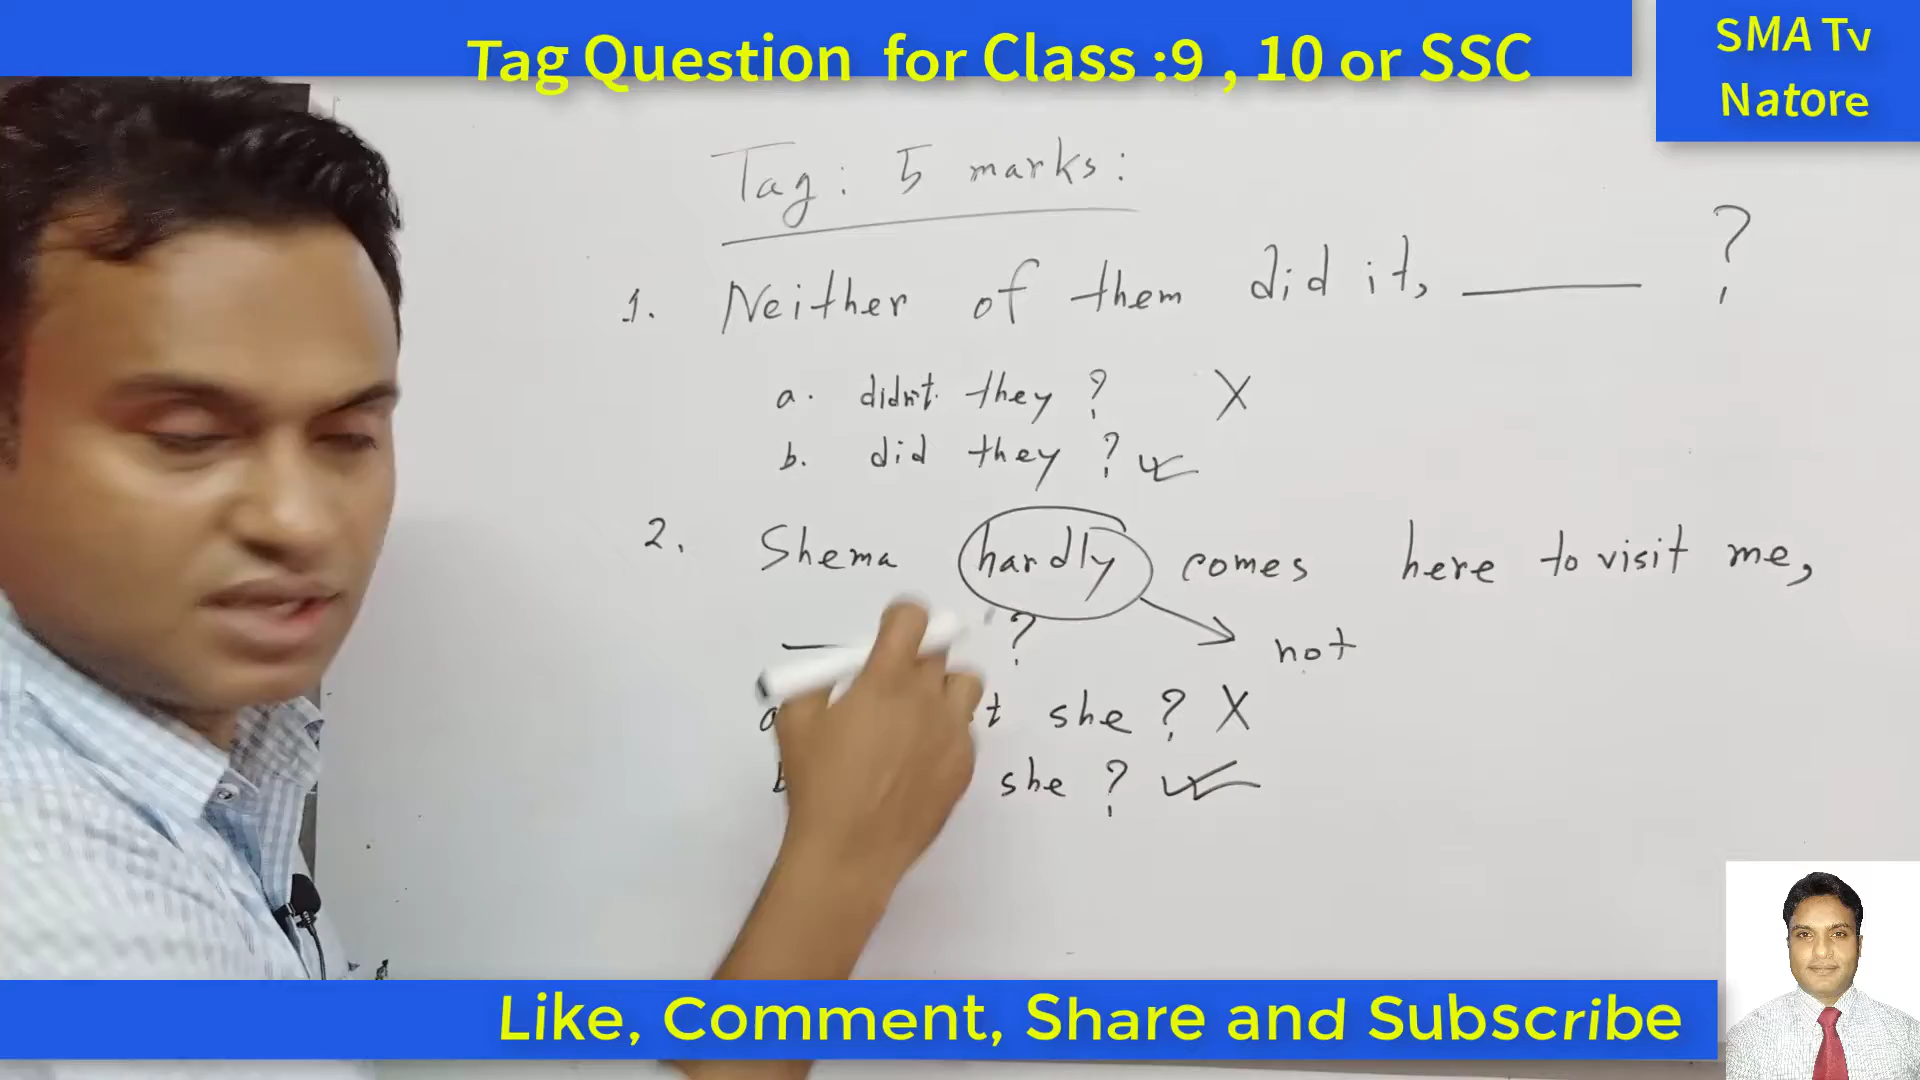 Tag Question for Class :9 , 10 or SSC
SMA Tv
Natore
Tag: 5 marks:
1. Neither of them did it, ______ ?
a. didn't they ? X
b. did they ? ✓
2. Shema hardly comes here to visit me,
?
not
she ? X
she ? ✓
Like, Comment, Share and Subscribe